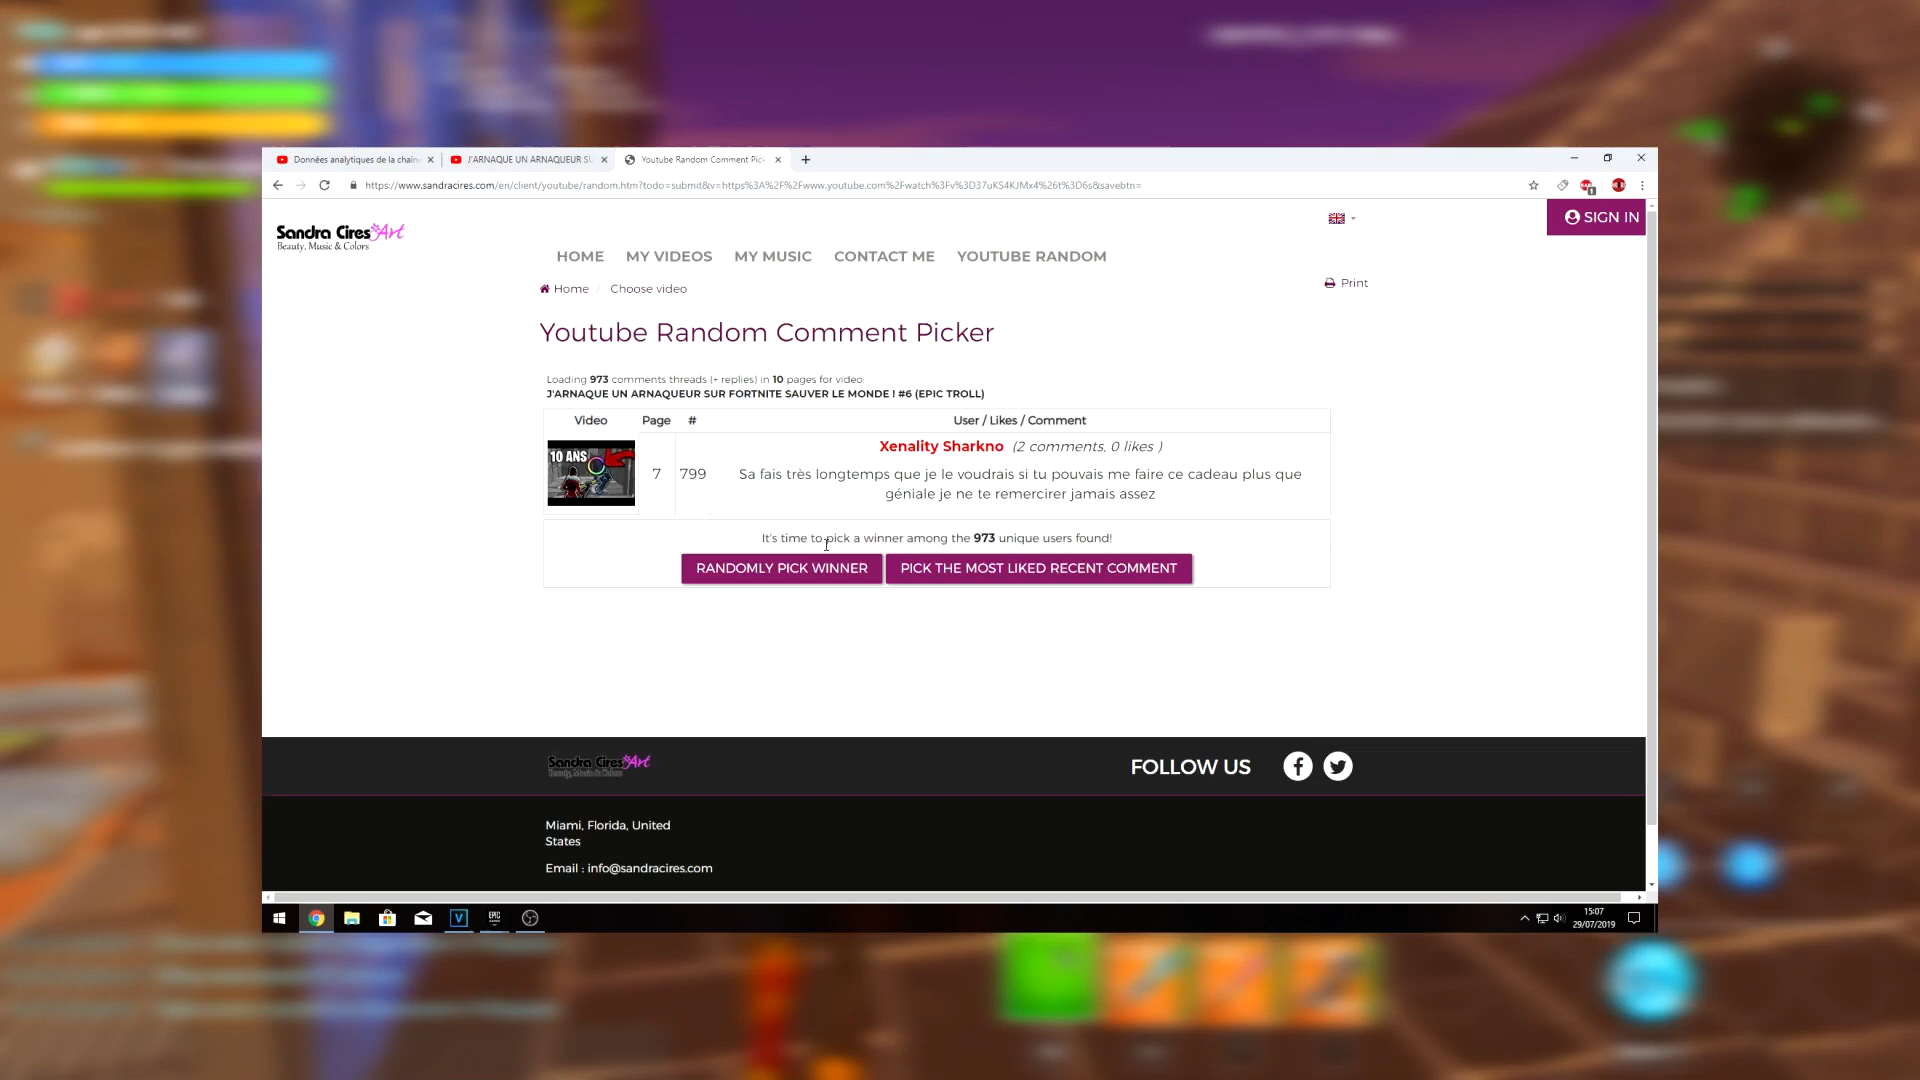 Données analytiques de la chaîn
J'ARNAQUE UN ARNAQUEUR SU
Youtube Random Comment Pick
https://www.sandracires.com/en/client/youtube/random.htm?todo=submit&v=https%3A%2F%2Fwww.youtube.com%2Fwatch%3Fv%3D37uKS4KJMx4%26t%3D6s&savebtn=
SIGN IN
Sandra Cires Art
Beauty, Music & Colors
HOME MY VIDEOS MY MUSIC CONTACT ME YOUTUBE RANDOM
Home / Choose video
Print
Youtube Random Comment Picker
Loading 973 comments threads (+ replies) in 10 pages for video:
J'ARNAQUE UN ARNAQUEUR SUR FORTNITE SAUVER LE MONDE ! #6 (EPIC TROLL)
Video Page # User / Likes / Comment
10 ANS
Xenality Sharkno (2 comments, 0 likes )
7 799
Sa fais très longtemps que je le voudrais si tu pouvais me faire ce cadeau plus que
géniale je ne te remercirer jamais assez
It's time to pick a winner among the 973 unique users found!
RANDOMLY PICK WINNER
PICK THE MOST LIKED RECENT COMMENT
Sandra Cires Art
Beauty, Music & Colors
FOLLOW US
Miami, Florida, United
States
Email : info@sandracires.com
EPIC
15:07
29/07/2019